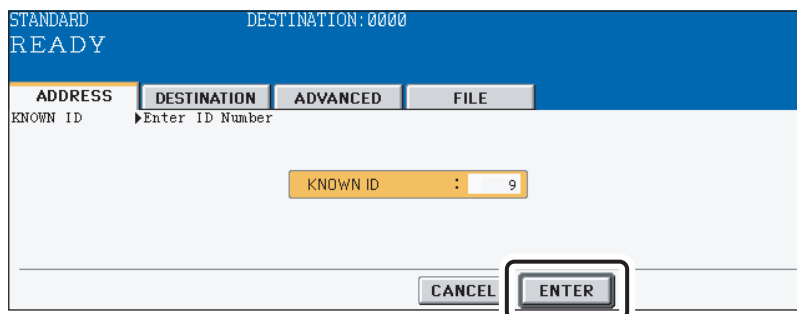 STANDARD DESTINATION:0000
READY
ADDRESS DESTINATION ADVANCED FILE
KNOWN ID ▶Enter ID Number
KNOWN ID : 9
CANCEL ENTER